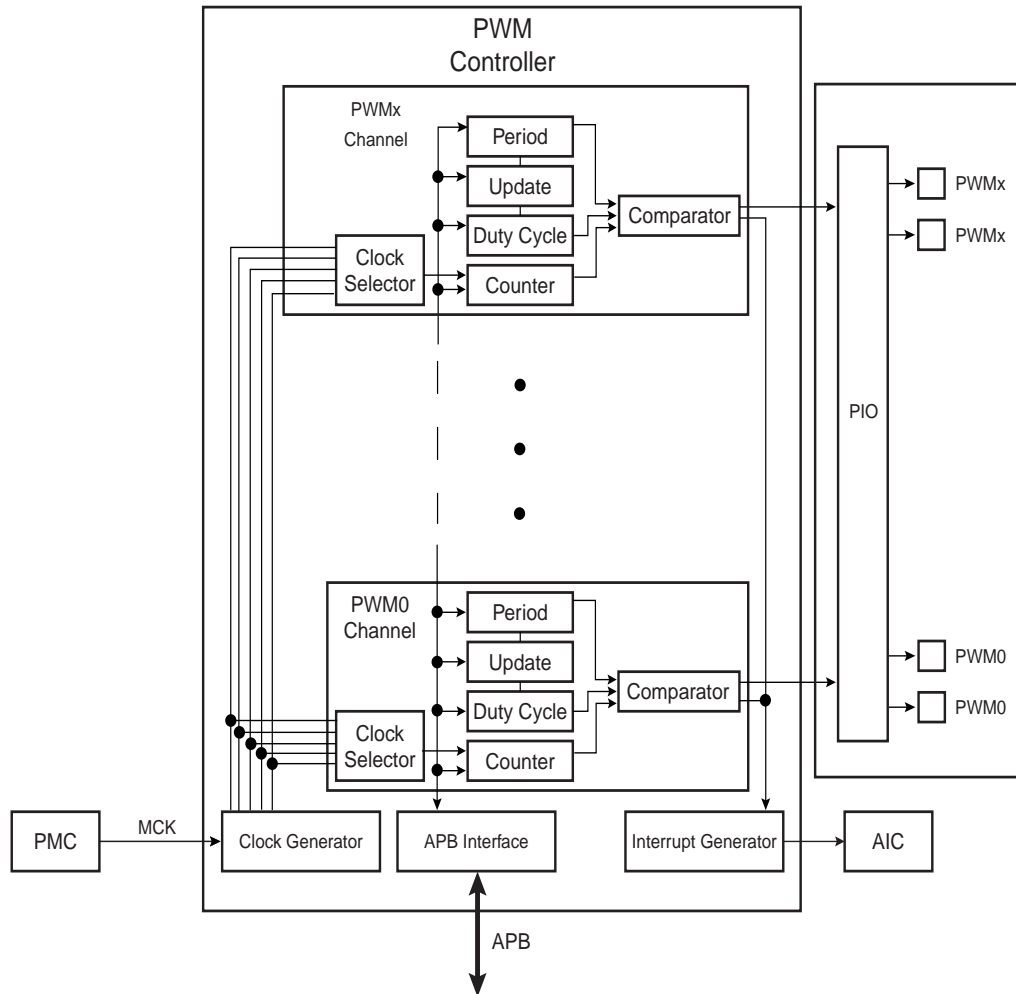 PWM
Controller
PWMx
Channel
Period
Update
Duty Cycle
Counter
Clock
Selector
Comparator
PIO
PWMx
PWMx
PWM0
Channel
Period
Update
Duty Cycle
Counter
Clock
Selector
Comparator
PWM0
PWM0
PMC
MCK
Clock Generator
APB Interface
Interrupt Generator
AIC
APB